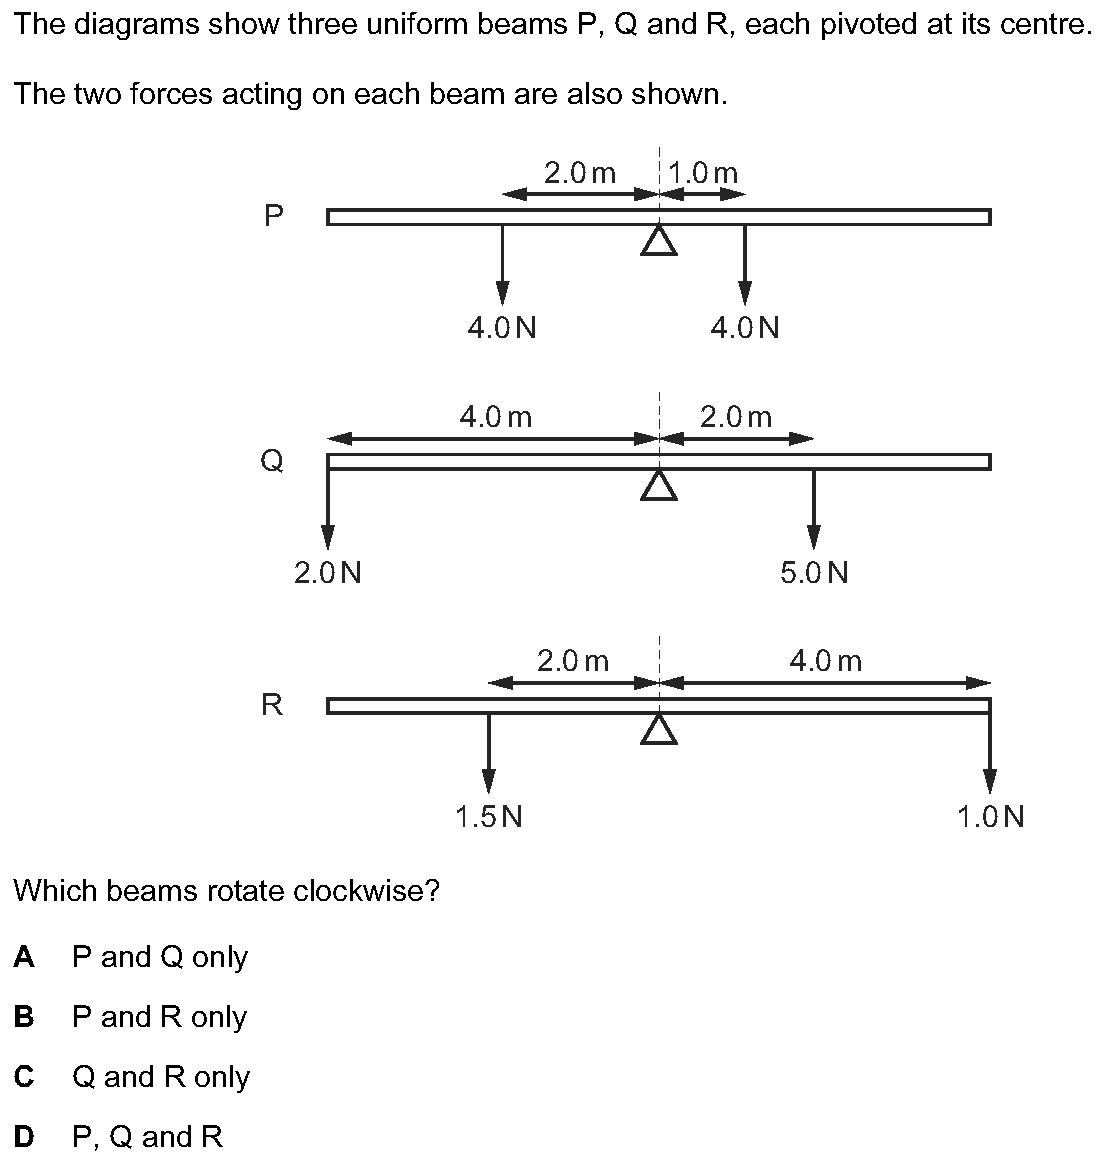 The diagrams show three uniform beams P, Q and R, each pivoted at its centre.
The two forces acting on each beam are also shown.
2.0 m 1.0 m
P
4.0 N 4.0 N
4.0 m 2.0 m
Q
2.0 N 5.0 N
2.0 m 4.0 m
R
1.5 N 1.0 N
Which beams rotate clockwise?
A P and Q only
B P and R only
C Q and R only
D P, Q and R